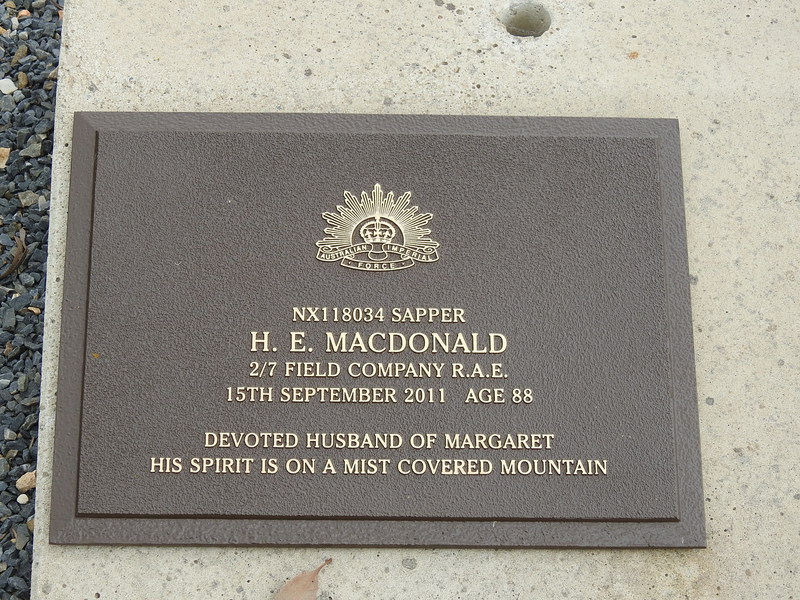 AUSTRALIAN IMPERIAL
FORCE
NX118034 SAPPER
H. E. MACDONALD
2/7 FIELD COMPANY R.A.E.
15TH SEPTEMBER 2011 AGE 88
DEVOTED HUSBAND OF MARGARET
HIS SPIRIT IS ON A MIST COVERED MOUNTAIN